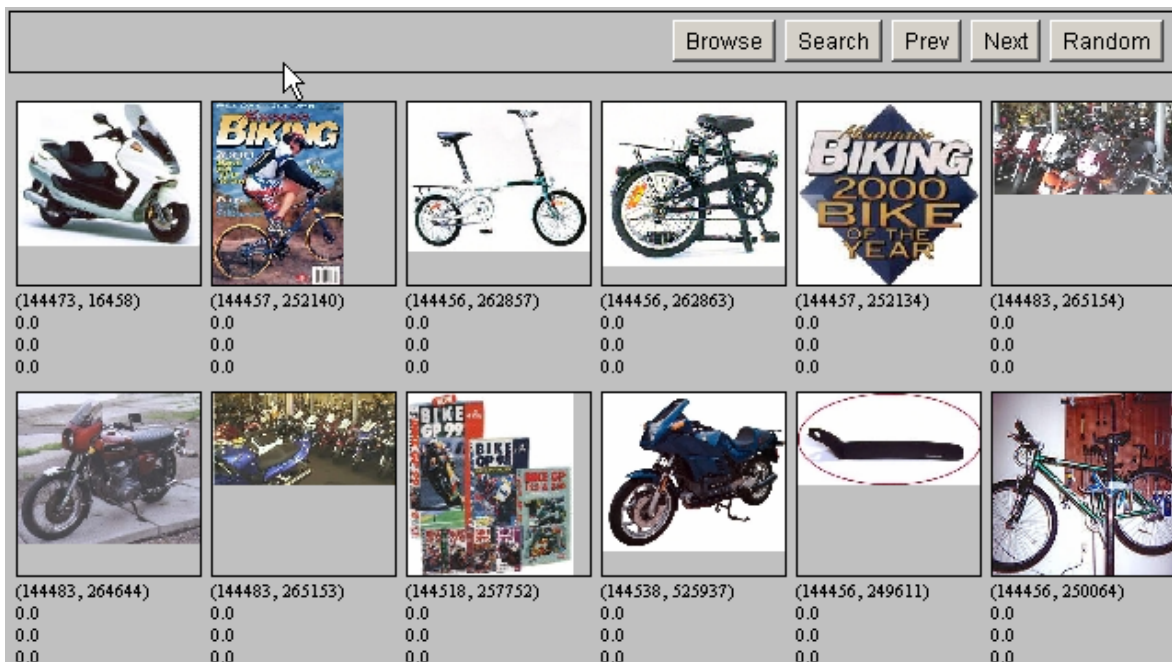 Browse Search Prev Next Random
BIKING
Mountain
BIKING
2000
BIKE
OF THE
YEAR
(144473, 16458) (144457, 252140) (144456, 262857) (144456, 262863) (144457, 252134) (144483, 265154)
0.0 0.0 0.0 0.0 0.0 0.0
0.0 0.0 0.0 0.0 0.0 0.0
0.0 0.0 0.0 0.0 0.0 0.0
BIKE
GP 99
BIKE
BIKE GP
(144483, 264644) (144483, 265153) (144518, 257752) (144538, 525937) (144456, 249611) (144456, 250064)
0.0 0.0 0.0 0.0 0.0 0.0
0.0 0.0 0.0 0.0 0.0 0.0
0.0 0.0 0.0 0.0 0.0 0.0